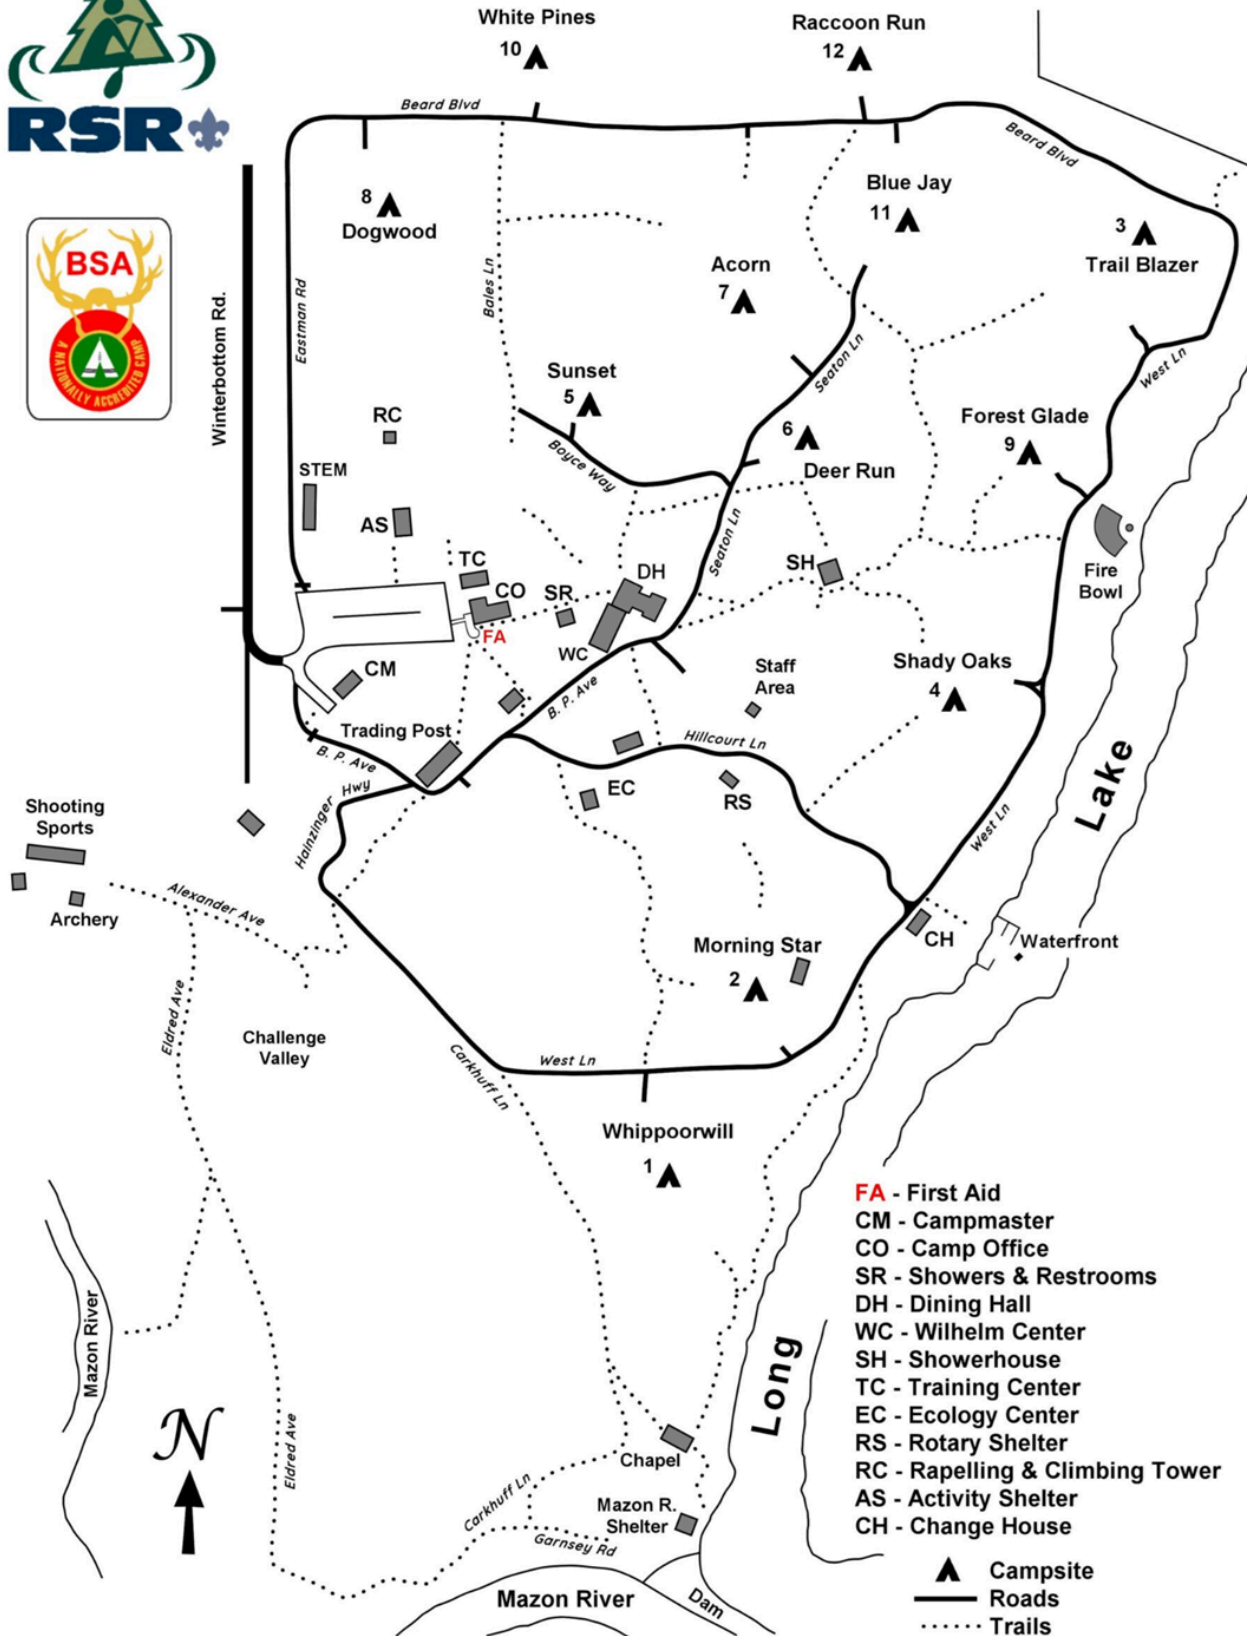 White Pines
10
Raccoon Run
12
RSR
Beard Blvd
Beard Blvd
BSA
A NATIONALLY ACCREDITED CAMP
Winterbottom Rd.
Eastman Rd
8
Dogwood
Bales Ln
Blue Jay
11
3
Trail Blazer
Acorn
7
Seaton Ln
West Ln
Sunset
5
Boyce Way
RC
STEM
AS
6
Deer Run
Forest Glade
9
Seaton Ln
TC
CO
SR
DH
SH
Fire
Bowl
FA
WC
CM
B. P. Ave
Staff
Area
Shady Oaks
4
Trading Post
B. P. Ave
Hillcourt Ln
Hainzinger Hwy
EC
RS
West Ln
Lake
Shooting
Sports
Archery
Alexander Ave
CH
Waterfront
Morning Star
2
Eldred Ave
Challenge
Valley
Carkhuff Ln
West Ln
Whippoorwill
1
Mazon River
Long
N
Eldred Ave
Chapel
Carkhuff Ln
Mazon R.
Shelter
Garnsey Rd
Mazon River
Dam
FA - First Aid
CM - Campmaster
CO - Camp Office
SR - Showers & Restrooms
DH - Dining Hall
WC - Wilhelm Center
SH - Showerhouse
TC - Training Center
EC - Ecology Center
RS - Rotary Shelter
RC - Rapelling & Climbing Tower
AS - Activity Shelter
CH - Change House
Campsite
Roads
Trails